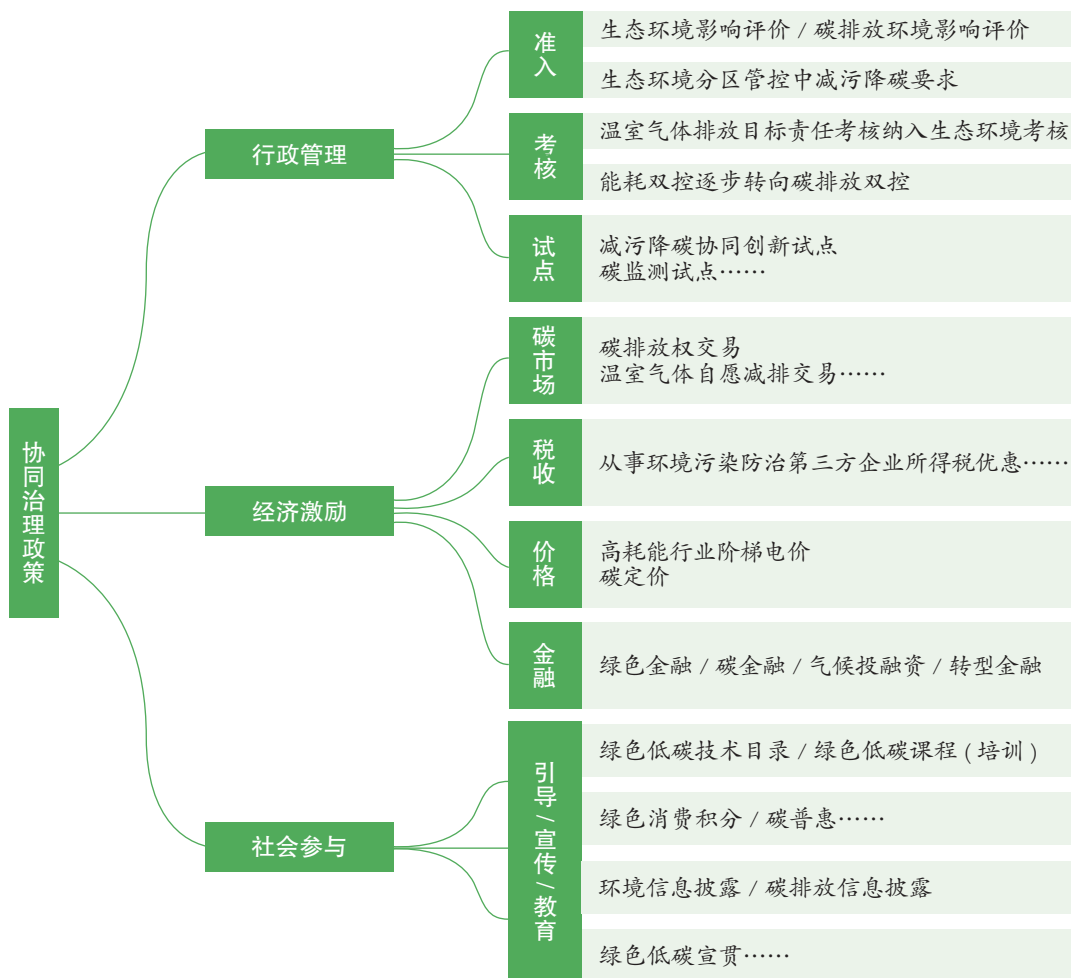 协同治理政策
行政管理
准入
生态环境影响评价 / 碳排放环境影响评价
生态环境分区管控中减污降碳要求
考核
温室气体排放目标责任考核纳入生态环境考核
能耗双控逐步转向碳排放双控
试点
减污降碳协同创新试点
碳监测试点……
经济激励
碳市场
碳排放权交易
温室气体自愿减排交易……
税收
从事环境污染防治第三方企业所得税优惠……
价格
高耗能行业阶梯电价
碳定价
金融
绿色金融 / 碳金融 / 气候投融资 / 转型金融
社会参与
引导/宣传/教育
绿色低碳技术目录 / 绿色低碳课程 ( 培训 )
绿色消费积分 / 碳普惠……
环境信息披露 / 碳排放信息披露
绿色低碳宣贯……